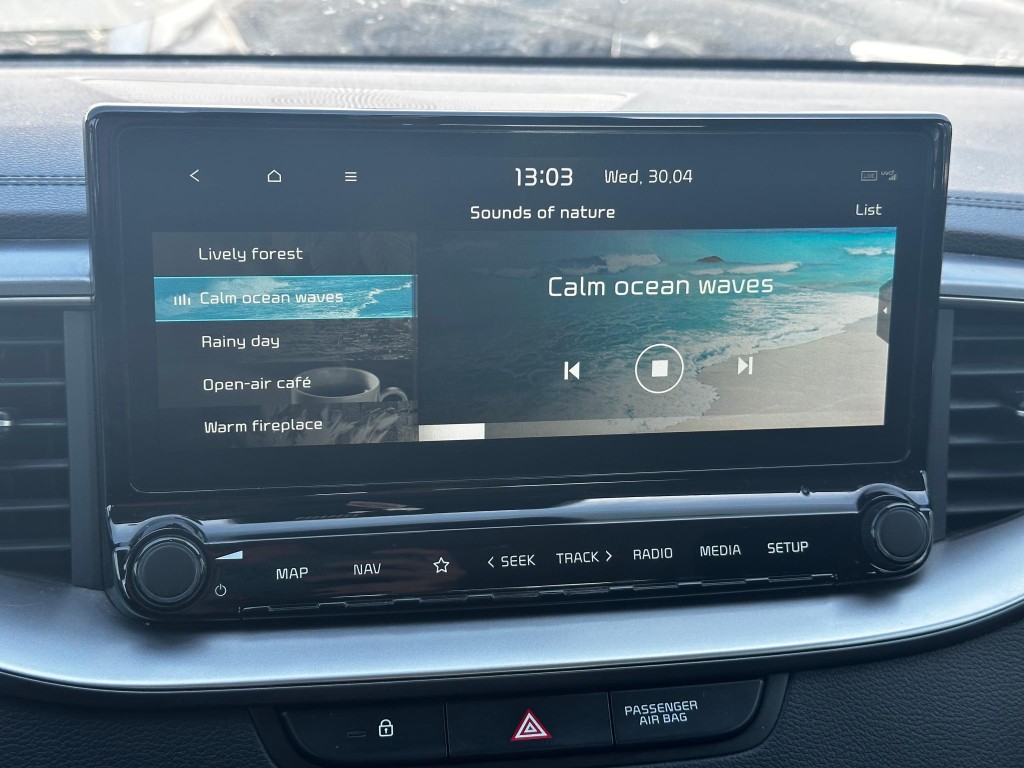 13:03 Wed, 30.04
Sounds of nature
List
Lively forest
Calm ocean waves
Rainy day
Open-air café
Warm fireplace
Calm ocean waves
MAP NAV SEEK TRACK RADIO MEDIA SETUP
PASSENGER
AIR BAG